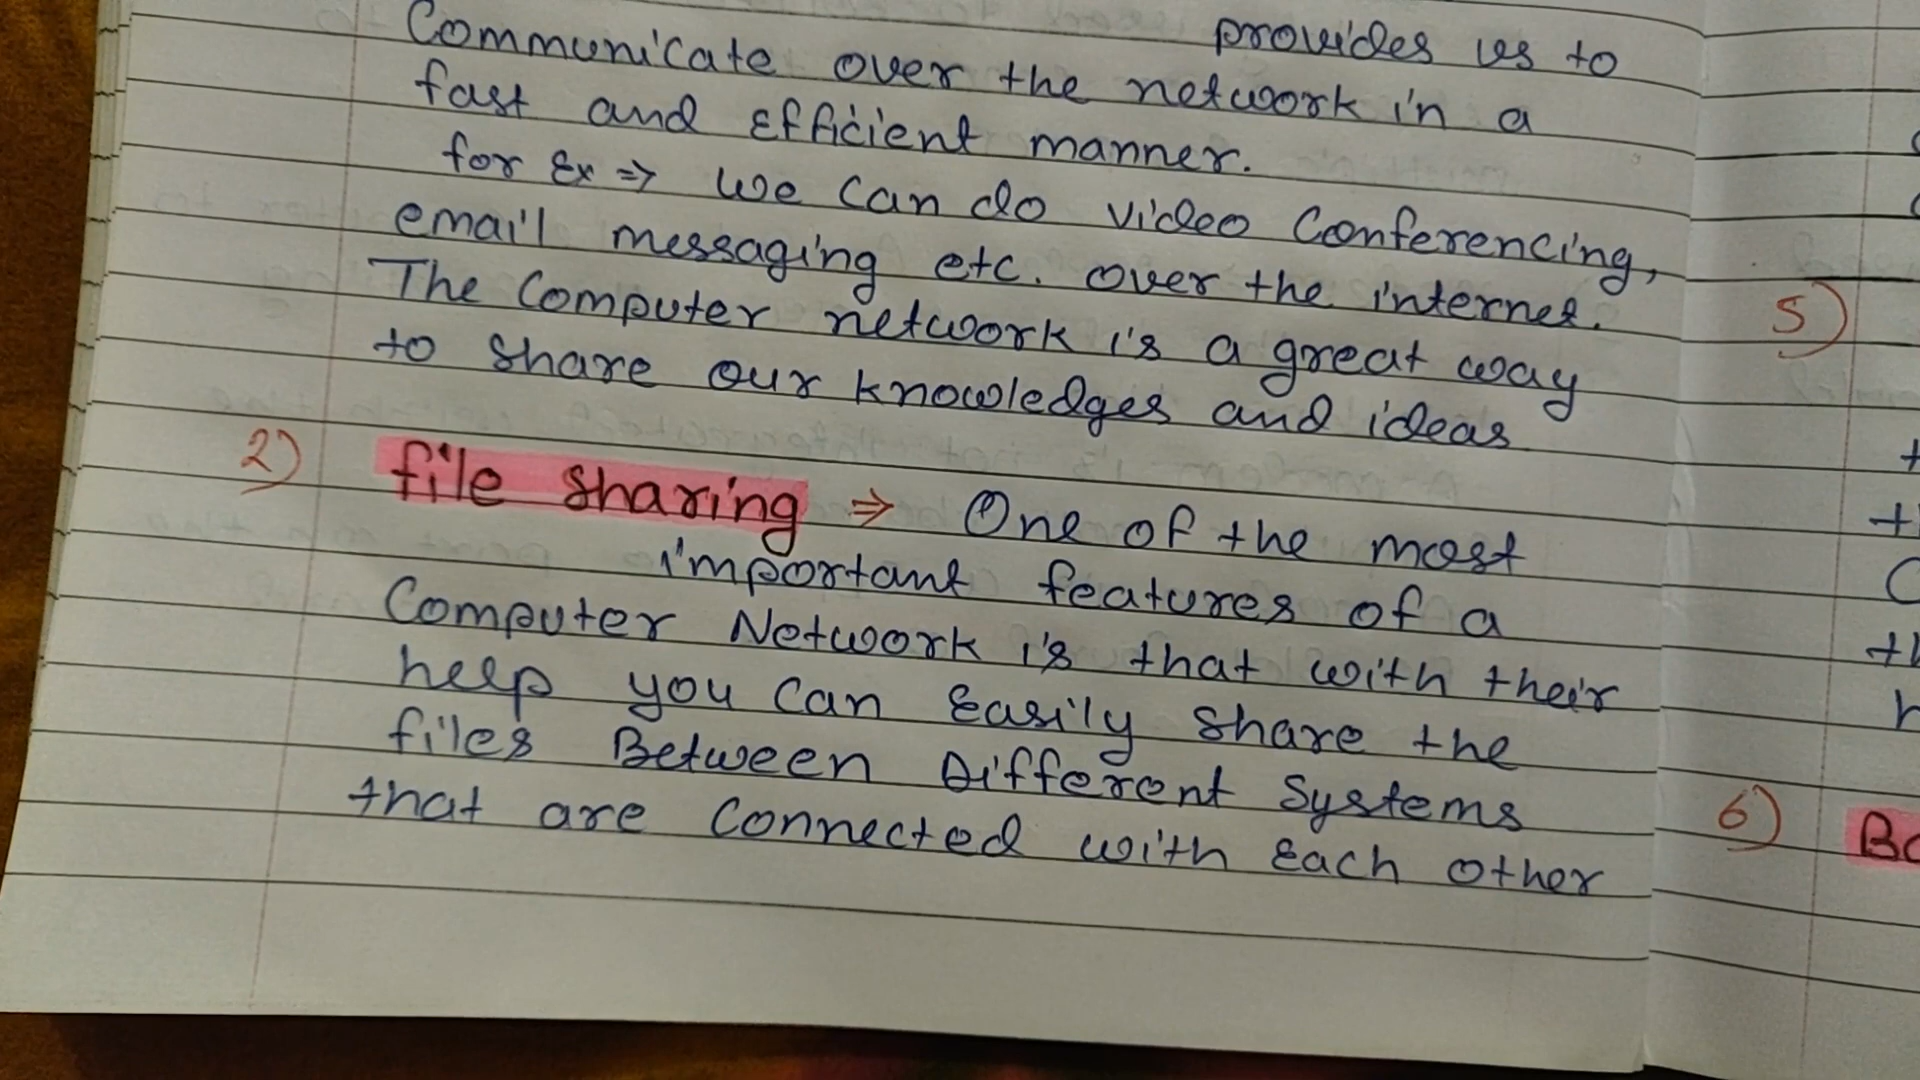 provides us to
Communicate over the network in a
fast and Efficient manner.
for Ex ⇒ we can do video Conferencing,
email messaging etc. over the internet.
The Computer network is a great way
to share our knowledges and ideas
2) file sharing ⇒ One of the most
important features of a
Computer Network is that with their
help you can Easily share the
files Between Different Systems
that are Connected with Each other
5)
6)